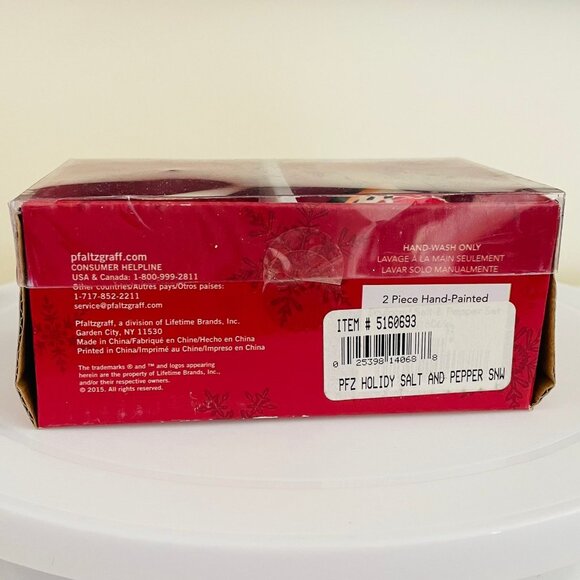 pfaltzgraff.com
CONSUMER HELPLINE
USA & Canada: 1-800-999-2811
Other countries/Autres pays/Otros países:
1-717-852-2211
service@pfaltzgraff.com
Pfaltzgraff, a division of Lifetime Brands, Inc.
Garden City, NY 11530
Made in China/Fabriqué en Chine/Hecho en China
Printed in China/Imprimé au Chine/Impreso en China
The trademarks ® and ™ and logos appearing
herein are the property of Lifetime Brands, Inc.
and/or their respective owners.
© 2015. All rights reserved.
HAND-WASH ONLY
LAVAGE À LA MAIN SEULEMENT
LAVAR SOLO MANUALMENTE
2 Piece Hand-Painted
ITEM # 5160693
0 25398 14068 8
PFZ HOLIDY SALT AND PEPPER SNW